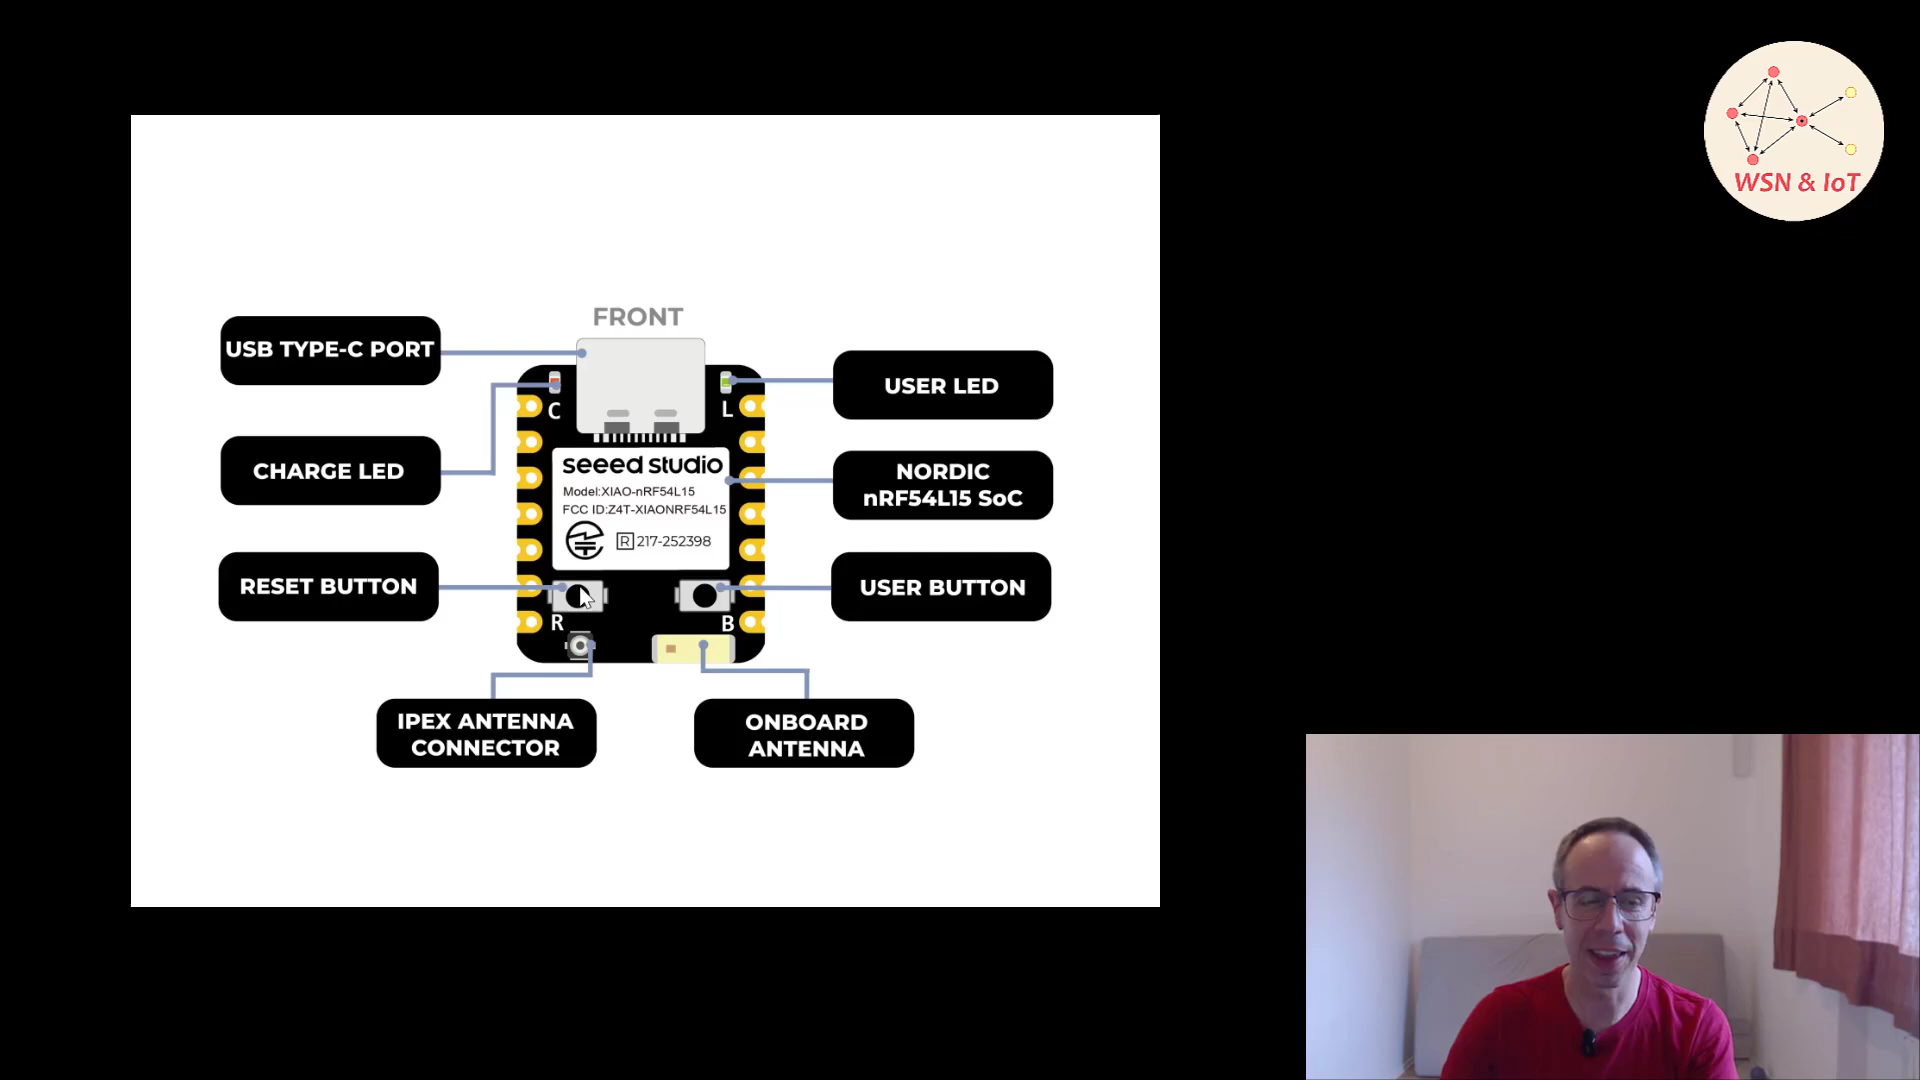 WSN & IoT
FRONT
USB TYPE-C PORT
CHARGE LED
RESET BUTTON
C
L
seeed studio
Model:XIAO-nRF54L15
FCC ID:Z4T-XIAONRF54L15
R 217-252398
R
B
USER LED
NORDIC
nRF54L15 SoC
USER BUTTON
IPEX ANTENNA
CONNECTOR
ONBOARD
ANTENNA